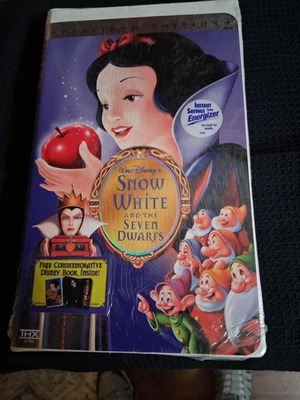 PLATINUM EDITION
INSTANT
SAVINGS from
Energizer
WALT DISNEY'S
SNOW
WHITE
AND THE
SEVEN
DWARFS
FREE COMMEMORATIVE
DISNEY BOOK INSIDE!
THX